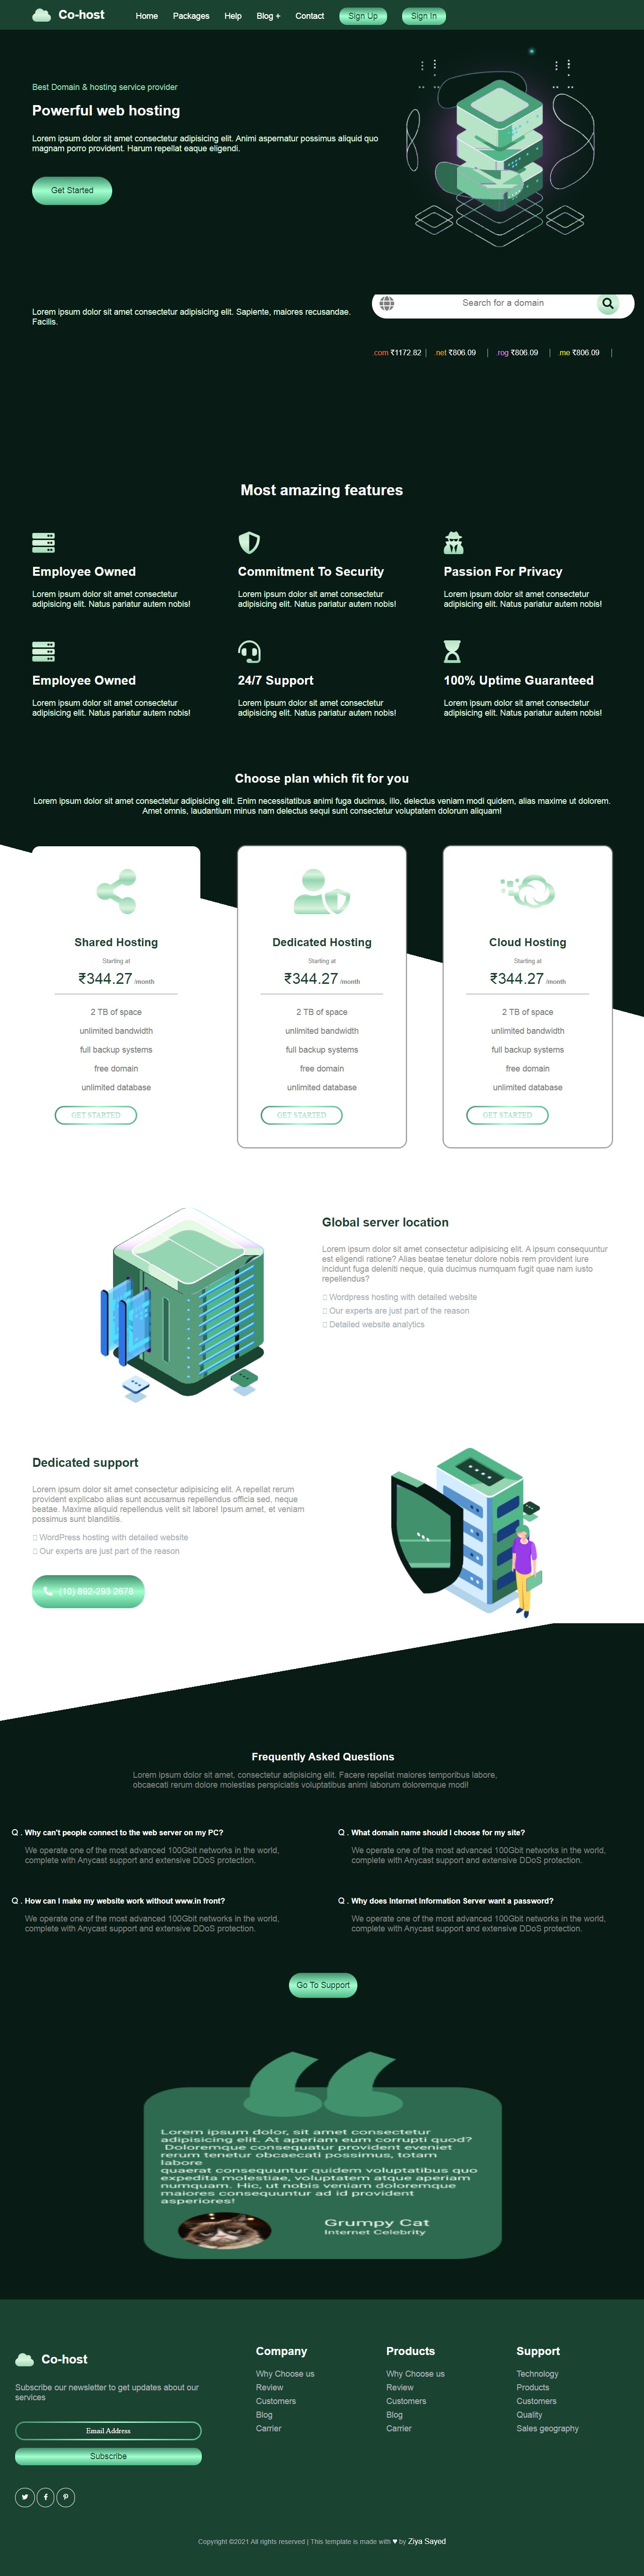 Co-host
Home Packages Help Blog + Contact Sign Up Sign In
Best Domain & hosting service provider
Powerful web hosting
Lorem ipsum dolor sit amet consectetur adipisicing elit. Animi aspernatur possimus aliquid quo
magnam porro provident. Harum repellat eaque eligendi.
Get Started
Lorem ipsum dolor sit amet consectetur adipisicing elit. Sapiente, maiores recusandae.
Facilis.
Search for a domain
.com ₹1172.82 | .net ₹806.09 | .rog ₹806.09 | .me ₹806.09 |
Most amazing features
Employee Owned
Lorem ipsum dolor sit amet consectetur
adipisicing elit. Natus pariatur autem nobis!
Commitment To Security
Lorem ipsum dolor sit amet consectetur
adipisicing elit. Natus pariatur autem nobis!
Passion For Privacy
Lorem ipsum dolor sit amet consectetur
adipisicing elit. Natus pariatur autem nobis!
Employee Owned
Lorem ipsum dolor sit amet consectetur
adipisicing elit. Natus pariatur autem nobis!
24/7 Support
Lorem ipsum dolor sit amet consectetur
adipisicing elit. Natus pariatur autem nobis!
100% Uptime Guaranteed
Lorem ipsum dolor sit amet consectetur
adipisicing elit. Natus pariatur autem nobis!
Choose plan which fit for you
Lorem ipsum dolor sit amet consectetur adipisicing elit. Enim necessitatibus animi fuga ducimus, illo, delectus veniam modi quidem, alias maxime ut dolorem.
Amet omnis, laudantium minus nam delectus sequi sunt consectetur voluptatem dolorum aliquam!
Shared Hosting
Starting at
₹344.27 /month
2 TB of space
unlimited bandwidth
full backup systems
free domain
unlimited database
GET STARTED
Dedicated Hosting
Starting at
₹344.27 /month
2 TB of space
unlimited bandwidth
full backup systems
free domain
unlimited database
GET STARTED
Cloud Hosting
Starting at
₹344.27 /month
2 TB of space
unlimited bandwidth
full backup systems
free domain
unlimited database
GET STARTED
Global server location
Lorem ipsum dolor sit amet consectetur adipisicing elit. A ipsum consequuntur
est eligendi ratione? Alias beatae tenetur dolore nobis rem provident iure
incidunt fuga deleniti neque, quia ducimus numquam fugit quae nam iusto
repellendus?
Wordpress hosting with detailed website
Our experts are just part of the reason
Detailed website analytics
Dedicated support
Lorem ipsum dolor sit amet consectetur adipisicing elit. A repellat rerum
provident explicabo alias sunt accusamus repellendus officia sed, neque
beatae. Maxime aliquid repellendus velit sit labore! Ipsum amet, et veniam
possimus sunt blanditiis.
WordPress hosting with detailed website
Our experts are just part of the reason
(10) 892-293 2678
Frequently Asked Questions
Lorem ipsum dolor sit amet, consectetur adipisicing elit. Facere repellat maiores temporibus labore,
obcaecati rerum dolore molestias perspiciatis voluptatibus animi laborum doloremque modi!
Q . Why can't people connect to the web server on my PC?
We operate one of the most advanced 100Gbit networks in the world,
complete with Anycast support and extensive DDoS protection.
Q . What domain name should I choose for my site?
We operate one of the most advanced 100Gbit networks in the world,
complete with Anycast support and extensive DDoS protection.
Q . How can I make my website work without www.in front?
We operate one of the most advanced 100Gbit networks in the world,
complete with Anycast support and extensive DDoS protection.
Q . Why does Internet Information Server want a password?
We operate one of the most advanced 100Gbit networks in the world,
complete with Anycast support and extensive DDoS protection.
Go To Support
Lorem ipsum dolor, sit amet consectetur
adipisicing elit. At aperiam eum corrupti quod?
Doloremque consequatur provident eveniet
rerum tenetur obcaecati possimus, totam
labore
quaerat consequuntur quidem voluptatibus quo
expedita molestiae, voluptatem atque aperiam
numquam. Hic, ut nobis veniam doloremque
maiores consequuntur ad id provident
asperiores!
Grumpy Cat
Internet Celebrity
Co-host
Subscribe our newsletter to get updates about our
services
Email Address
Subscribe
Company
Why Choose us
Review
Customers
Blog
Carrier
Products
Why Choose us
Review
Customers
Blog
Carrier
Support
Technology
Products
Customers
Quality
Sales geography
Copyright ©2021 All rights reserved | This template is made with ♥ by Ziya Sayed